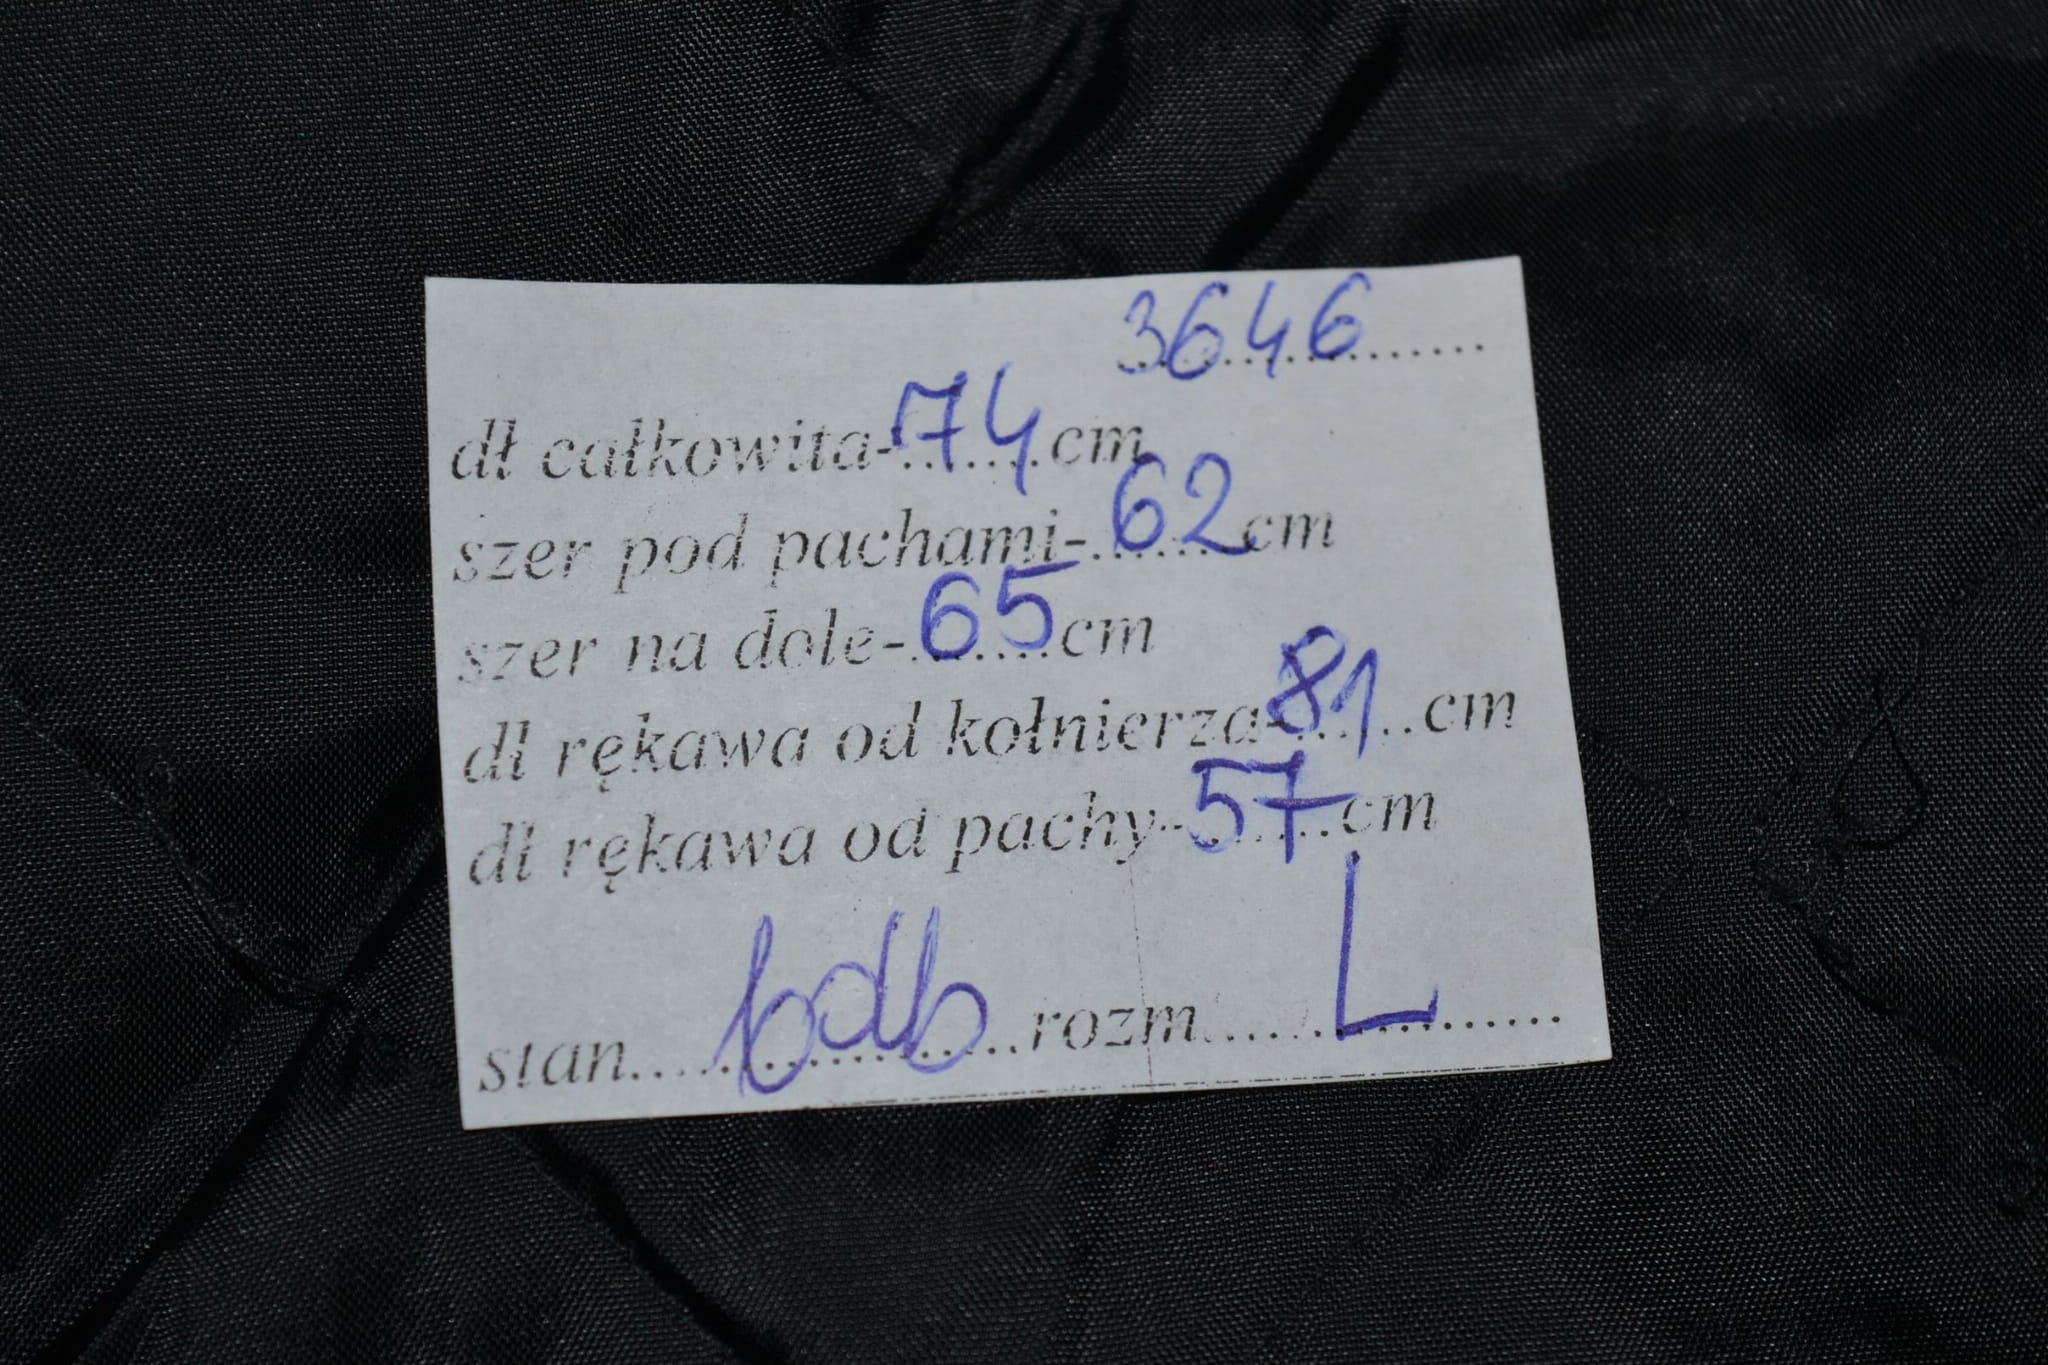 3646
dł całkowita-74cm
szer pod pachami-62cm
szer na dole-65cm
dł rękawa od kołnierza-81cm
dł rękawa od pachy-57cm
stan bdb rozm L